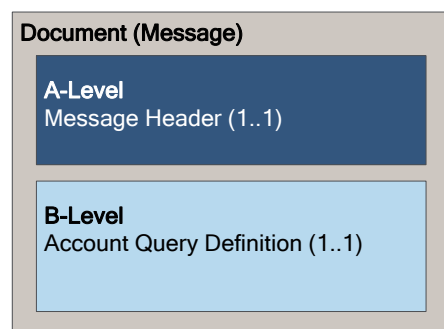 Document (Message)
A-Level
Message Header (1..1)
B-Level
Account Query Definition (1..1)